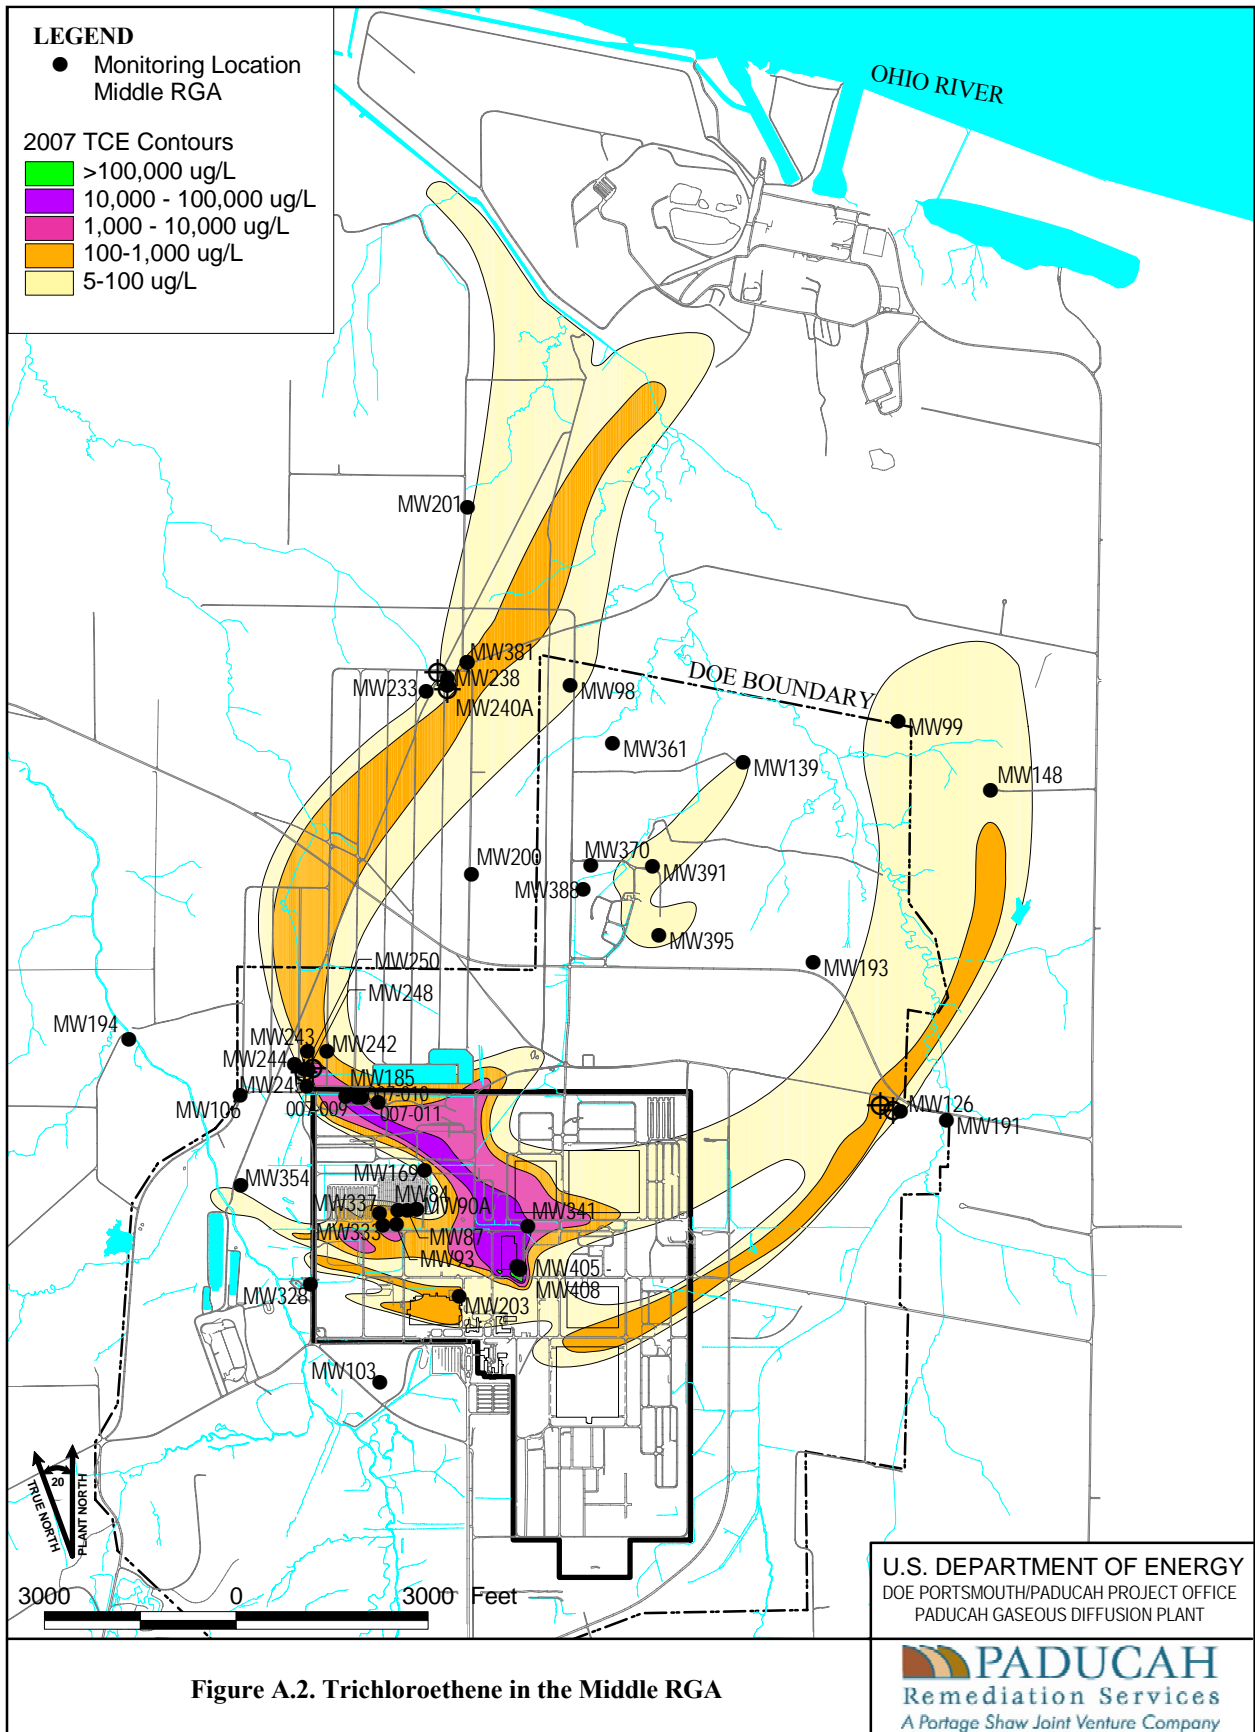 LEGEND
Monitoring Location
Middle RGA
2007 TCE Contours
>100,000 ug/L
10,000 - 100,000 ug/L
1,000 - 10,000 ug/L
100-1,000 ug/L
5-100 ug/L
OHIO RIVER
MW201
MW381
MW238
MW233
MW240A
MW98
DOE BOUNDARY
MW99
MW361
MW139
MW148
MW370
MW200
MW391
MW388
MW395
MW250
MW193
MW248
MW194
MW243
MW242
MW244
MW185
MW106
007-009
007-011
MW126
MW191
MW169
MW354
MW84
MW337
MW90A
MW341
MW333
MW87
MW93
MW405
MW408
MW328
MW203
MW103
20
TRUE NORTH
PLANT NORTH
3000 0 3000 Feet
U.S. DEPARTMENT OF ENERGY
DOE PORTSMOUTH/PADUCAH PROJECT OFFICE
PADUCAH GASEOUS DIFFUSION PLANT
Figure A.2. Trichloroethene in the Middle RGA
PADUCAH
Remediation Services
A Portage Shaw Joint Venture Company